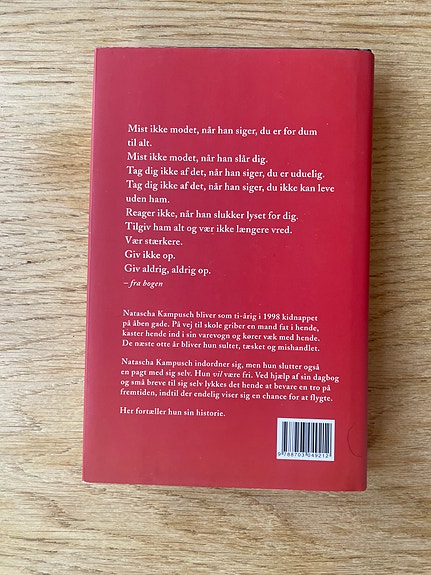 Mist ikke modet, når han siger, du er for dum
til alt.
Mist ikke modet, når han slår dig.
Tag dig ikke af det, når han siger, du er uduelig.
Tag dig ikke af det, når han siger, du ikke kan leve
uden ham.
Reager ikke, når han slukker lyset for dig.
Tilgiv ham alt og vær ikke længere vred.
Vær stærkere.
Giv ikke op.
Giv aldrig, aldrig op.
– fra bogen
Natascha Kampusch bliver som ti-årig i 1998 kidnappet
på åben gade. På vej til skole griber en mand fat i hende,
kaster hende ind i sin varevogn og kører væk med hende.
De næste otte år bliver hun sultet, tæsket og mishandlet.
Natascha Kampusch indordner sig, men hun slutter også
en pagt med sig selv. Hun vil være fri. Ved hjælp af sin dagbog
og små breve til sig selv lykkes det hende at bevare en tro på
fremtiden, indtil der endelig viser sig en chance for at flygte.
Her fortæller hun sin historie.
9 788703 049212